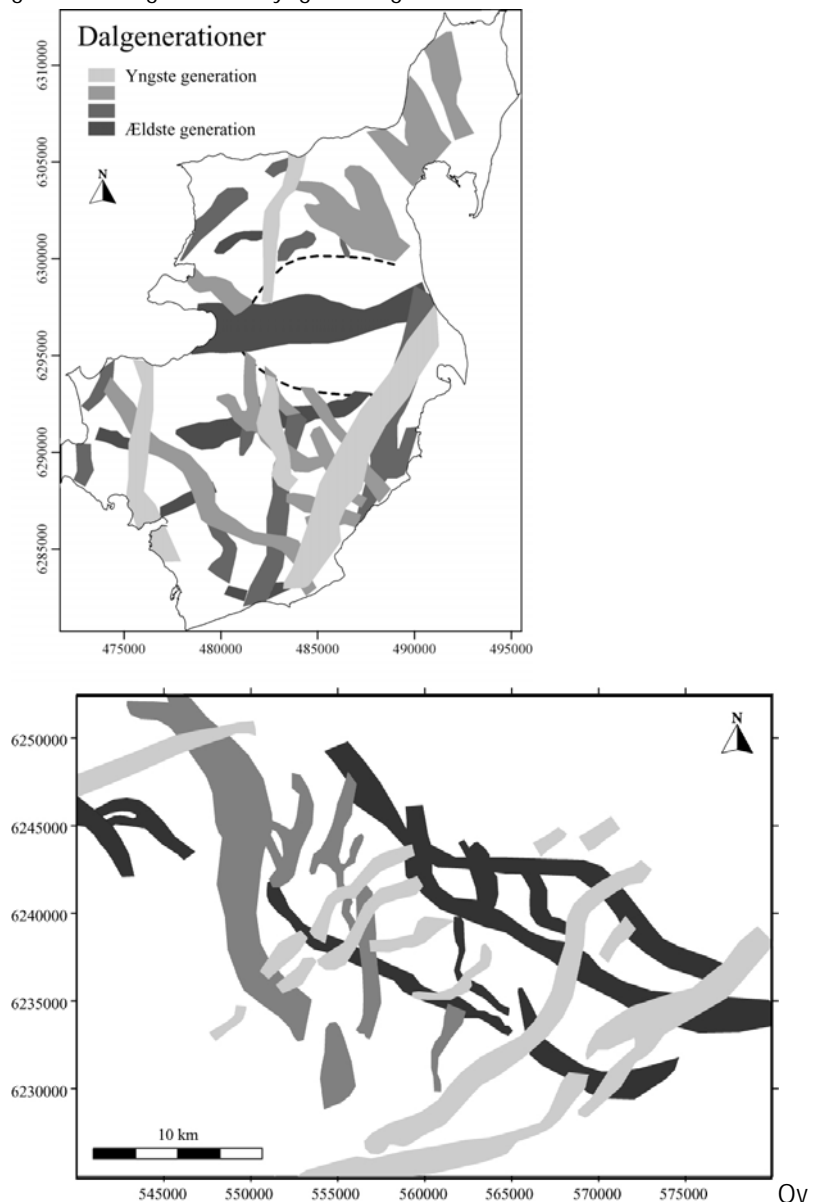 Dalgenerationer
Yngste generation
Ældste generation
N
6310000
6305000
6300000
6295000
6290000
6285000
475000 480000 485000 490000 495000
N
6250000
6245000
6240000
6235000
6230000
10 km
545000 550000 555000 560000 565000 570000 575000
Ov